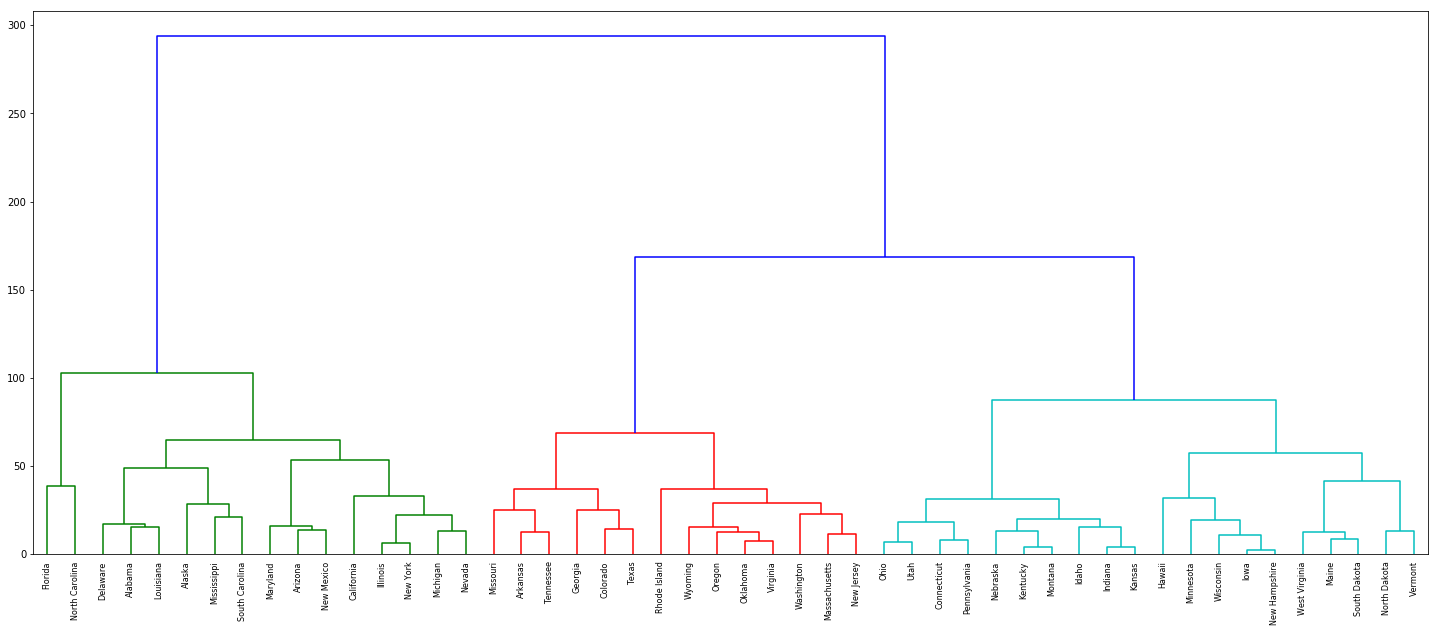 300
250
200
150
100
50
0
Florida
North Carolina
Delaware
Alabama
Louisiana
Alaska
Mississippi
South Carolina
Maryland
Arizona
New Mexico
California
Illinois
New York
Michigan
Nevada
Missouri
Arkansas
Tennessee
Georgia
Colorado
Texas
Rhode Island
Wyoming
Oregon
Oklahoma
Virginia
Washington
Massachusetts
New Jersey
Ohio
Utah
Connecticut
Pennsylvania
Nebraska
Kentucky
Montana
Idaho
Indiana
Kansas
Hawaii
Minnesota
Wisconsin
Iowa
New Hampshire
West Virginia
Maine
South Dakota
North Dakota
Vermont